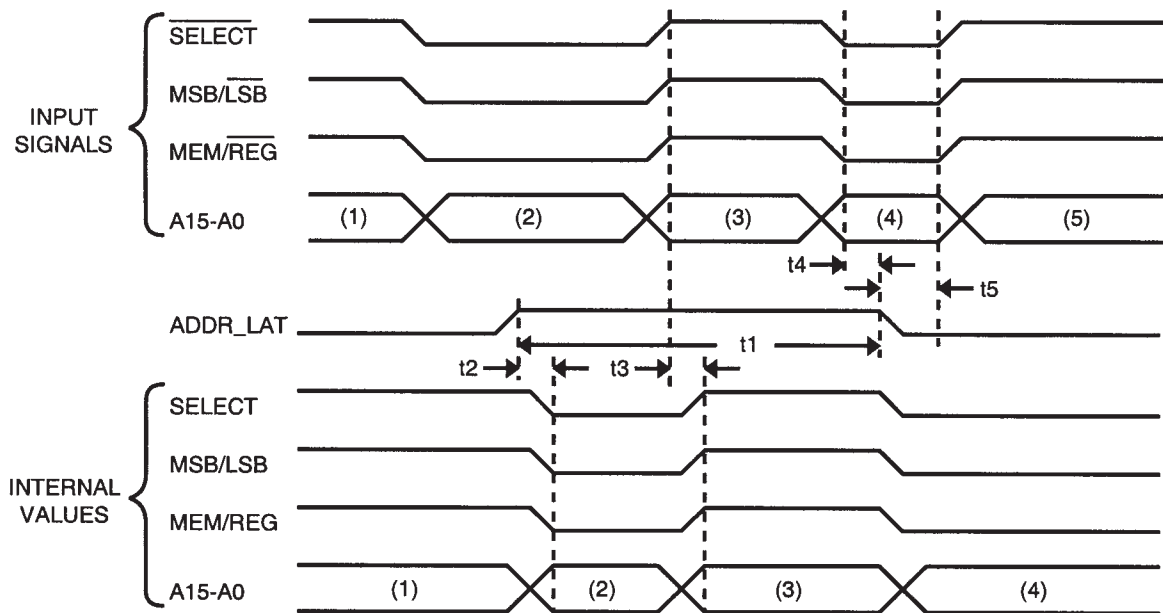 INPUT
SIGNALS
SELECT
MSB/LSB
MEM/REG
A15-A0
(1)
(2)
(3)
(4)
(5)
t4
t5
ADDR_LAT
t1
t2
t3
INTERNAL
VALUES
SELECT
MSB/LSB
MEM/REG
A15-A0
(1)
(2)
(3)
(4)